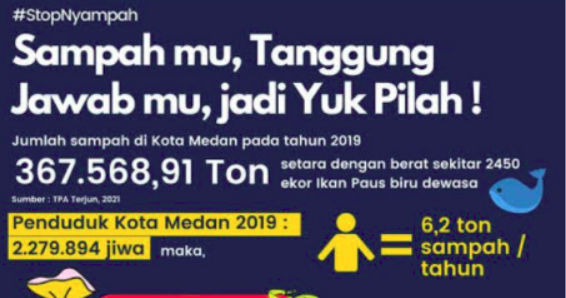 #StopNyampah
Sampah mu, Tanggung
Jawab mu, jadi Yuk Pilah !
Jumlah sampah di Kota Medan pada tahun 2019
367.568,91 Ton
setara dengan berat sekitar 2450
ekor Ikan Paus biru dewasa
Sumber : TPA Terjun, 2021
Penduduk Kota Medan 2019 :
2.279.894 jiwa maka,
6,2 ton
sampah /
tahun